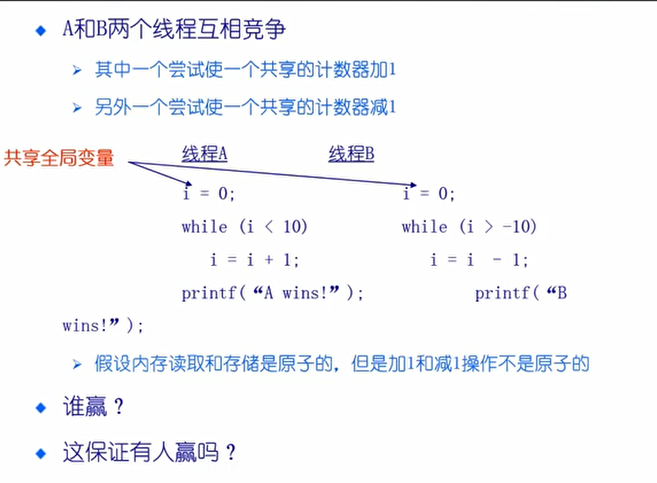 A和B两个线程互相竞争
其中一个尝试使一个共享的计数器加1
另外一个尝试使一个共享的计数器减1
共享全局变量 线程A 线程B
i = 0; i = 0;
while (i < 10) while (i > -10)
i = i + 1; i = i - 1;
printf(“A wins!”); printf(“B
wins!”);
假设内存读取和存储是原子的，但是加1和减1操作不是原子的
谁赢？
这保证有人赢吗？